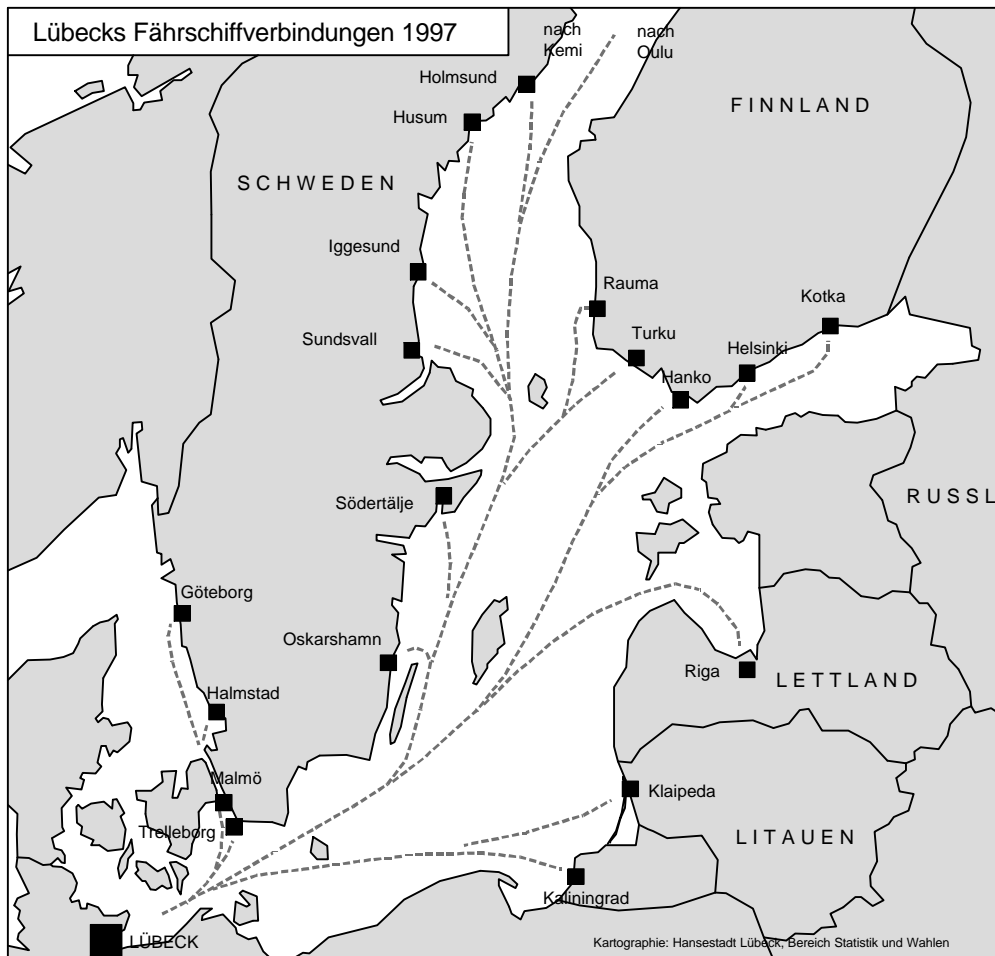 Lübecks Fährschiffverbindungen 1997
nach
Kemi
nach
Oulu
Holmsund
Husum
FINNLAND
SCHWEDEN
Iggesund
Rauma
Kotka
Sundsvall
Turku
Helsinki
Hanko
Södertälje
RUSSL
Göteborg
Oskarshamn
Riga
LETTLAND
Halmstad
Malmö
Klaipeda
Trelleborg
LITAUEN
Kaliningrad
LÜBECK
Kartographie: Hansestadt Lübeck, Bereich Statistik und Wahlen